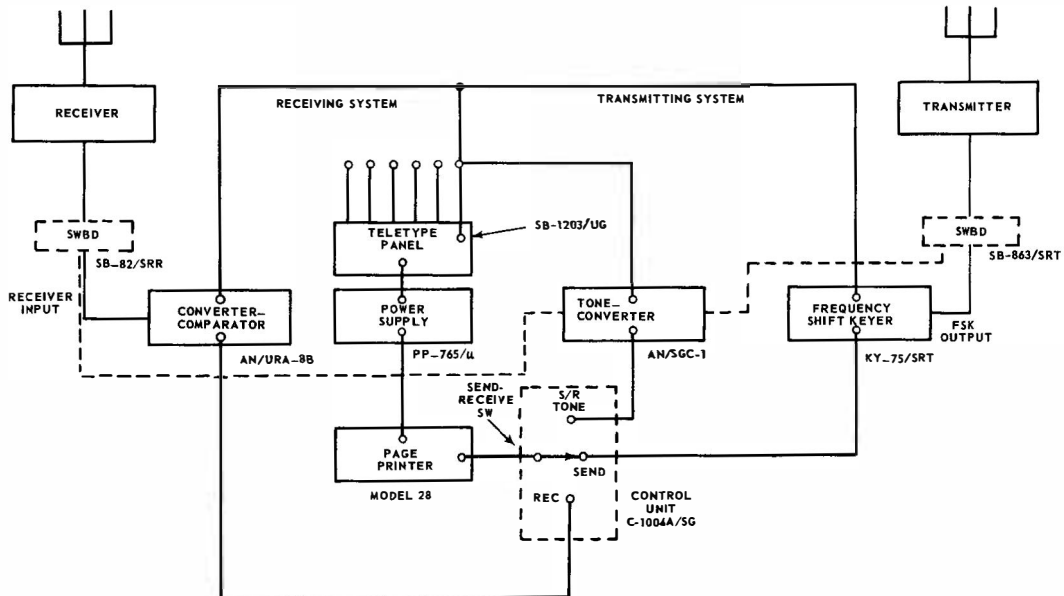 RECEIVER
RECEIVING SYSTEM
TRANSMITTING SYSTEM
TRANSMITTER
SWBD
SB-82/SRR
TELETYPE
PANEL
SB-1203/UG
SWBD
SB-863/SRT
RECEIVER
INPUT
CONVERTER-
COMPARATOR
AN/URA-8B
POWER
SUPPLY
PP-765/u
TONE-
CONVERTER
AN/SGC-1
FREQUENCY
SHIFT KEYER
KY-75/SRT
FSK
OUTPUT
SEND-
RECEIVE
SW
S/R
TONE
PAGE
PRINTER
MODEL 28
SEND
REC
CONTROL
UNIT
C-1004A/SG